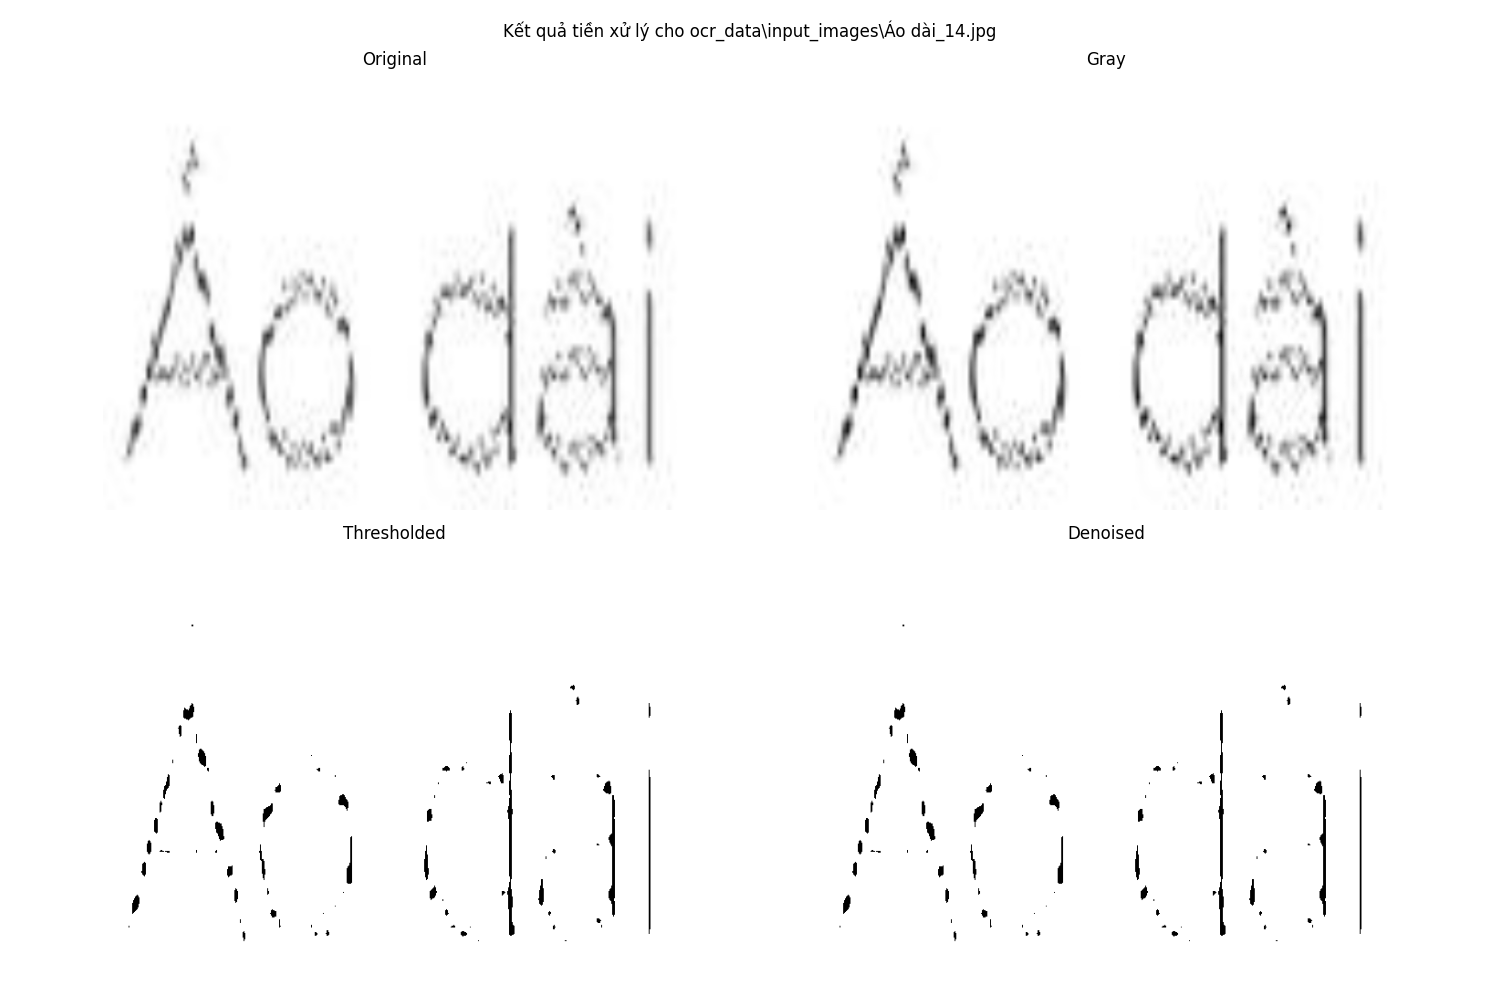 Kết quả tiền xử lý cho ocr_data\input_images\Áo dài_14.jpg
Original
Gray
Áo dài
Áo dài
Thresholded
Denoised
Áo dài
Áo dài